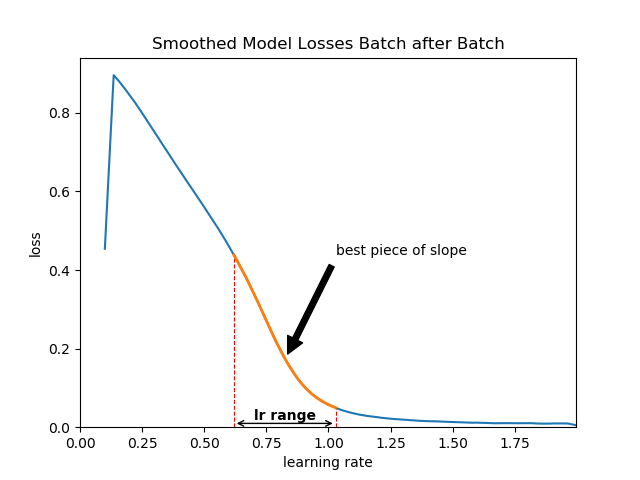 Smoothed Model Losses Batch after Batch
loss
0.8
0.6
0.4
0.2
0.0
best piece of slope
lr range
0.00 0.25 0.50 0.75 1.00 1.25 1.50 1.75
learning rate